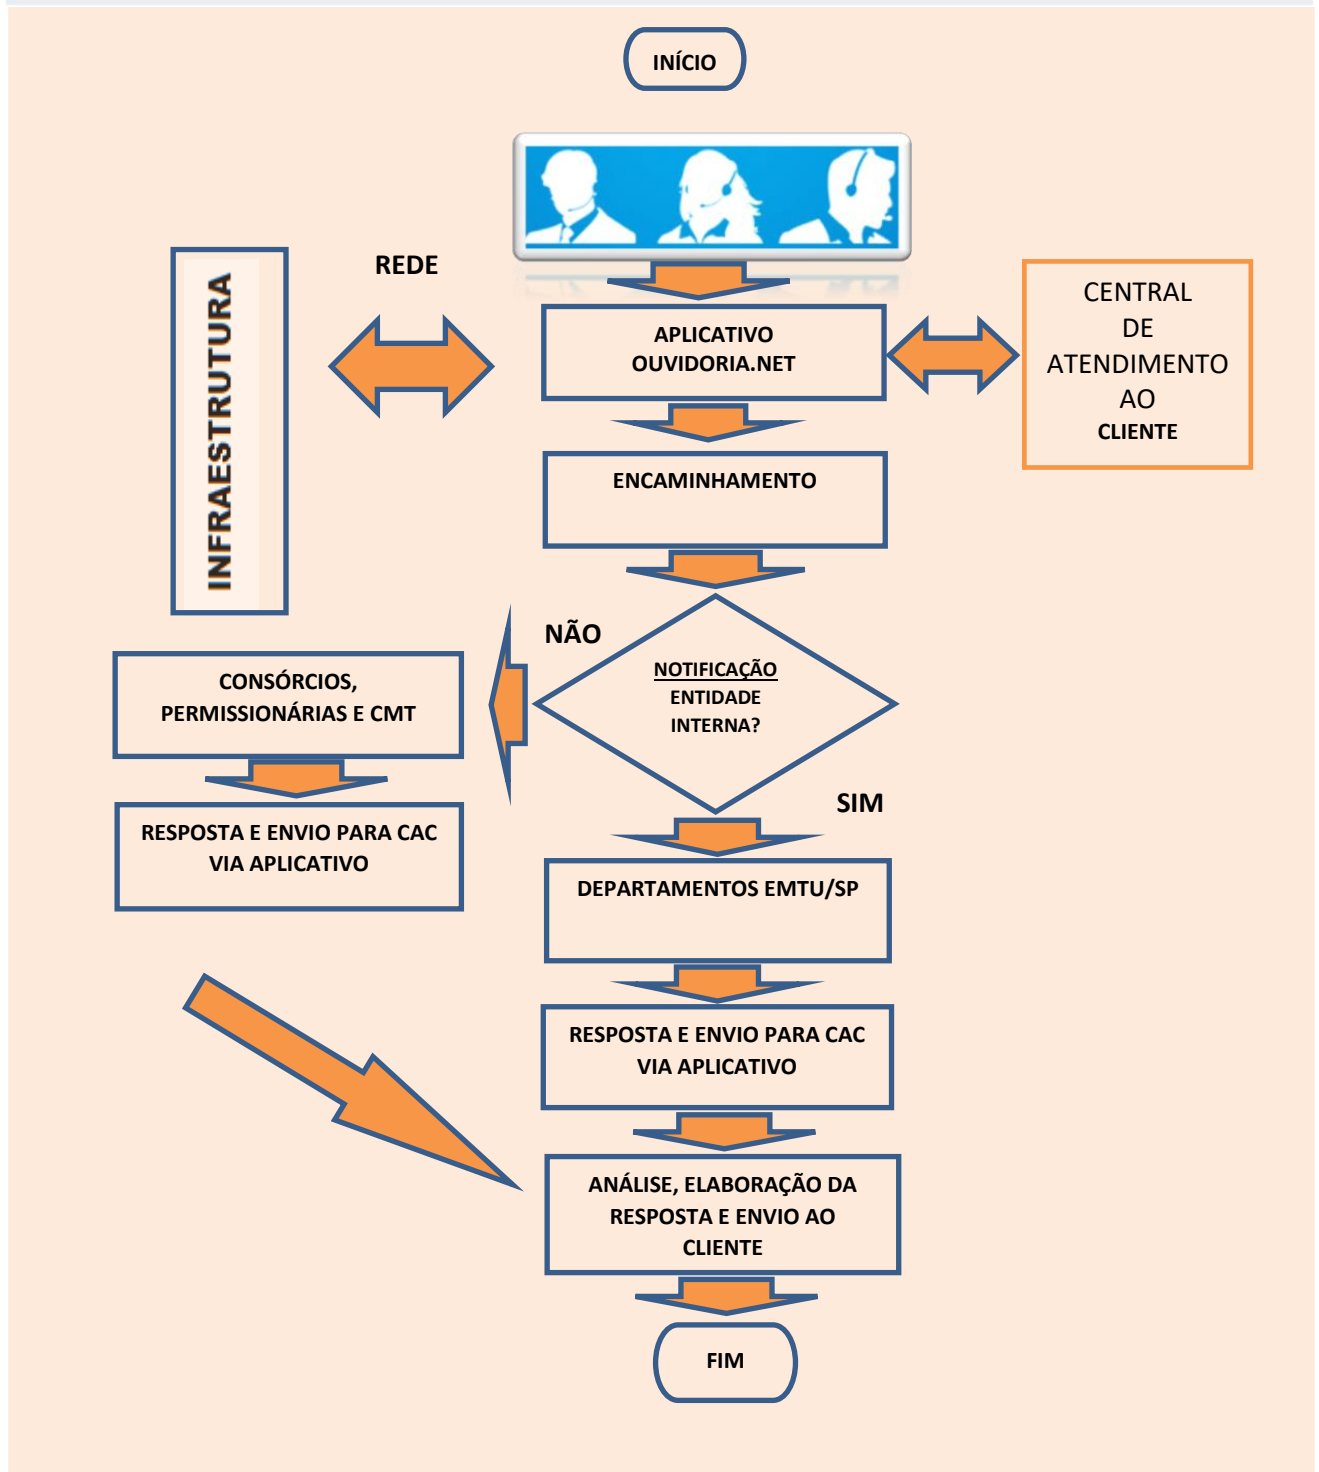 INÍCIO
REDE
INFRAESTRUTURA
APLICATIVO
OUVIDORIA.NET
CENTRAL
DE
ATENDIMENTO
AO
CLIENTE
ENCAMINHAMENTO
NÃO
NOTIFICAÇÃO
ENTIDADE
INTERNA?
CONSÓRCIOS,
PERMISSIONÁRIAS E CMT
RESPOSTA E ENVIO PARA CAC
VIA APLICATIVO
SIM
DEPARTAMENTOS EMTU/SP
RESPOSTA E ENVIO PARA CAC
VIA APLICATIVO
ANÁLISE, ELABORAÇÃO DA
RESPOSTA E ENVIO AO
CLIENTE
FIM